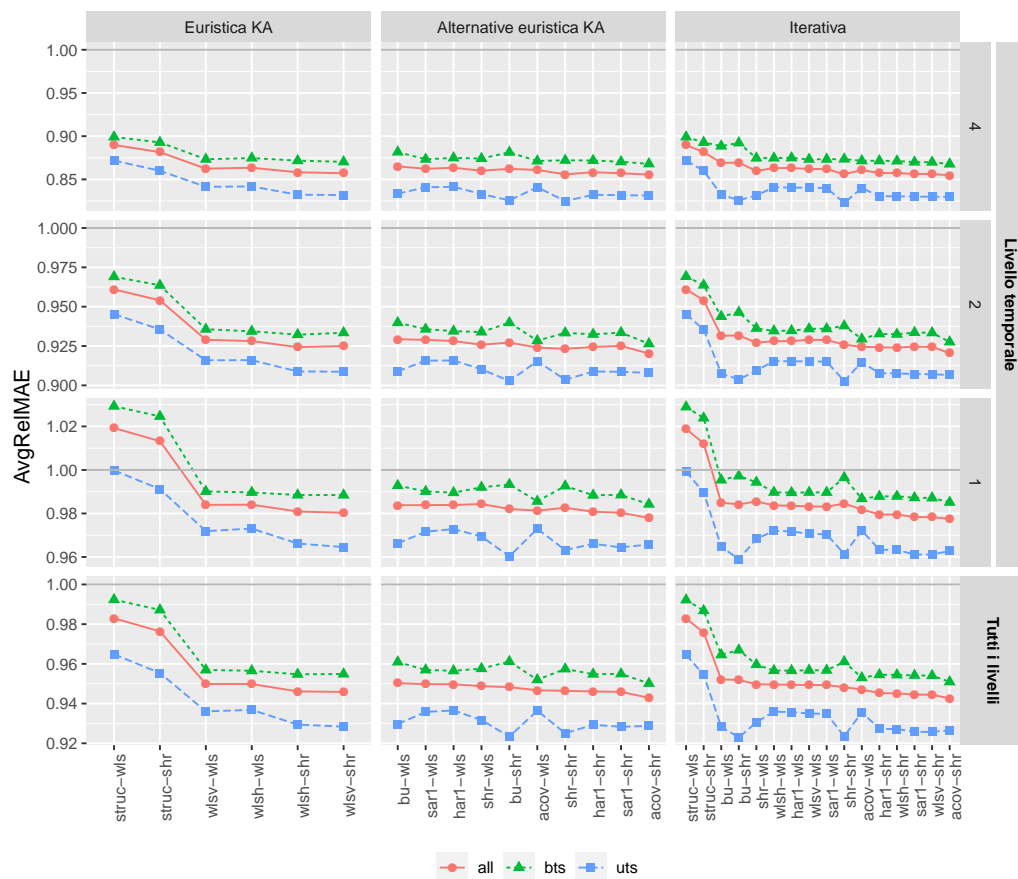 Euristica KA
Alternative euristica KA
Iterativa
1.00
0.95
0.90
0.85
4
1.000
0.975
0.950
0.925
0.900
2
1.02
1.00
0.98
0.96
1
1.00
0.98
0.96
0.94
0.92
Livello temporale
Tutti i livelli
AvgRelMAE
struc−wls
struc−shr
wlsv−wls
wlsh−wls
wlsh−shr
wlsv−shr
bu−wls
sar1−wls
har1−wls
shr−wls
bu−shr
acov−wls
shr−shr
har1−shr
sar1−shr
acov−shr
struc−wls
struc−shr
bu−wls
bu−shr
shr−wls
wlsh−wls
har1−wls
wlsv−wls
sar1−wls
shr−shr
acov−wls
har1−shr
wlsh−shr
sar1−shr
wlsv−shr
acov−shr
all
bts
uts